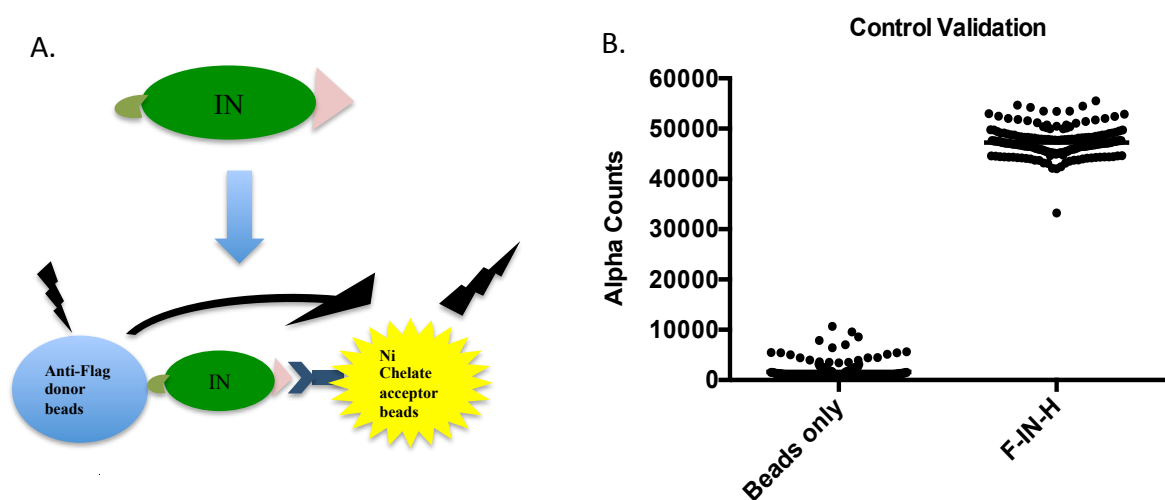 A.
IN
Anti-Flag
donor
beads
IN
Ni
Chelate
acceptor
beads
B.
Control Validation
Alpha Counts
60000
50000
40000
30000
20000
10000
0
Beads only
F-IN-H